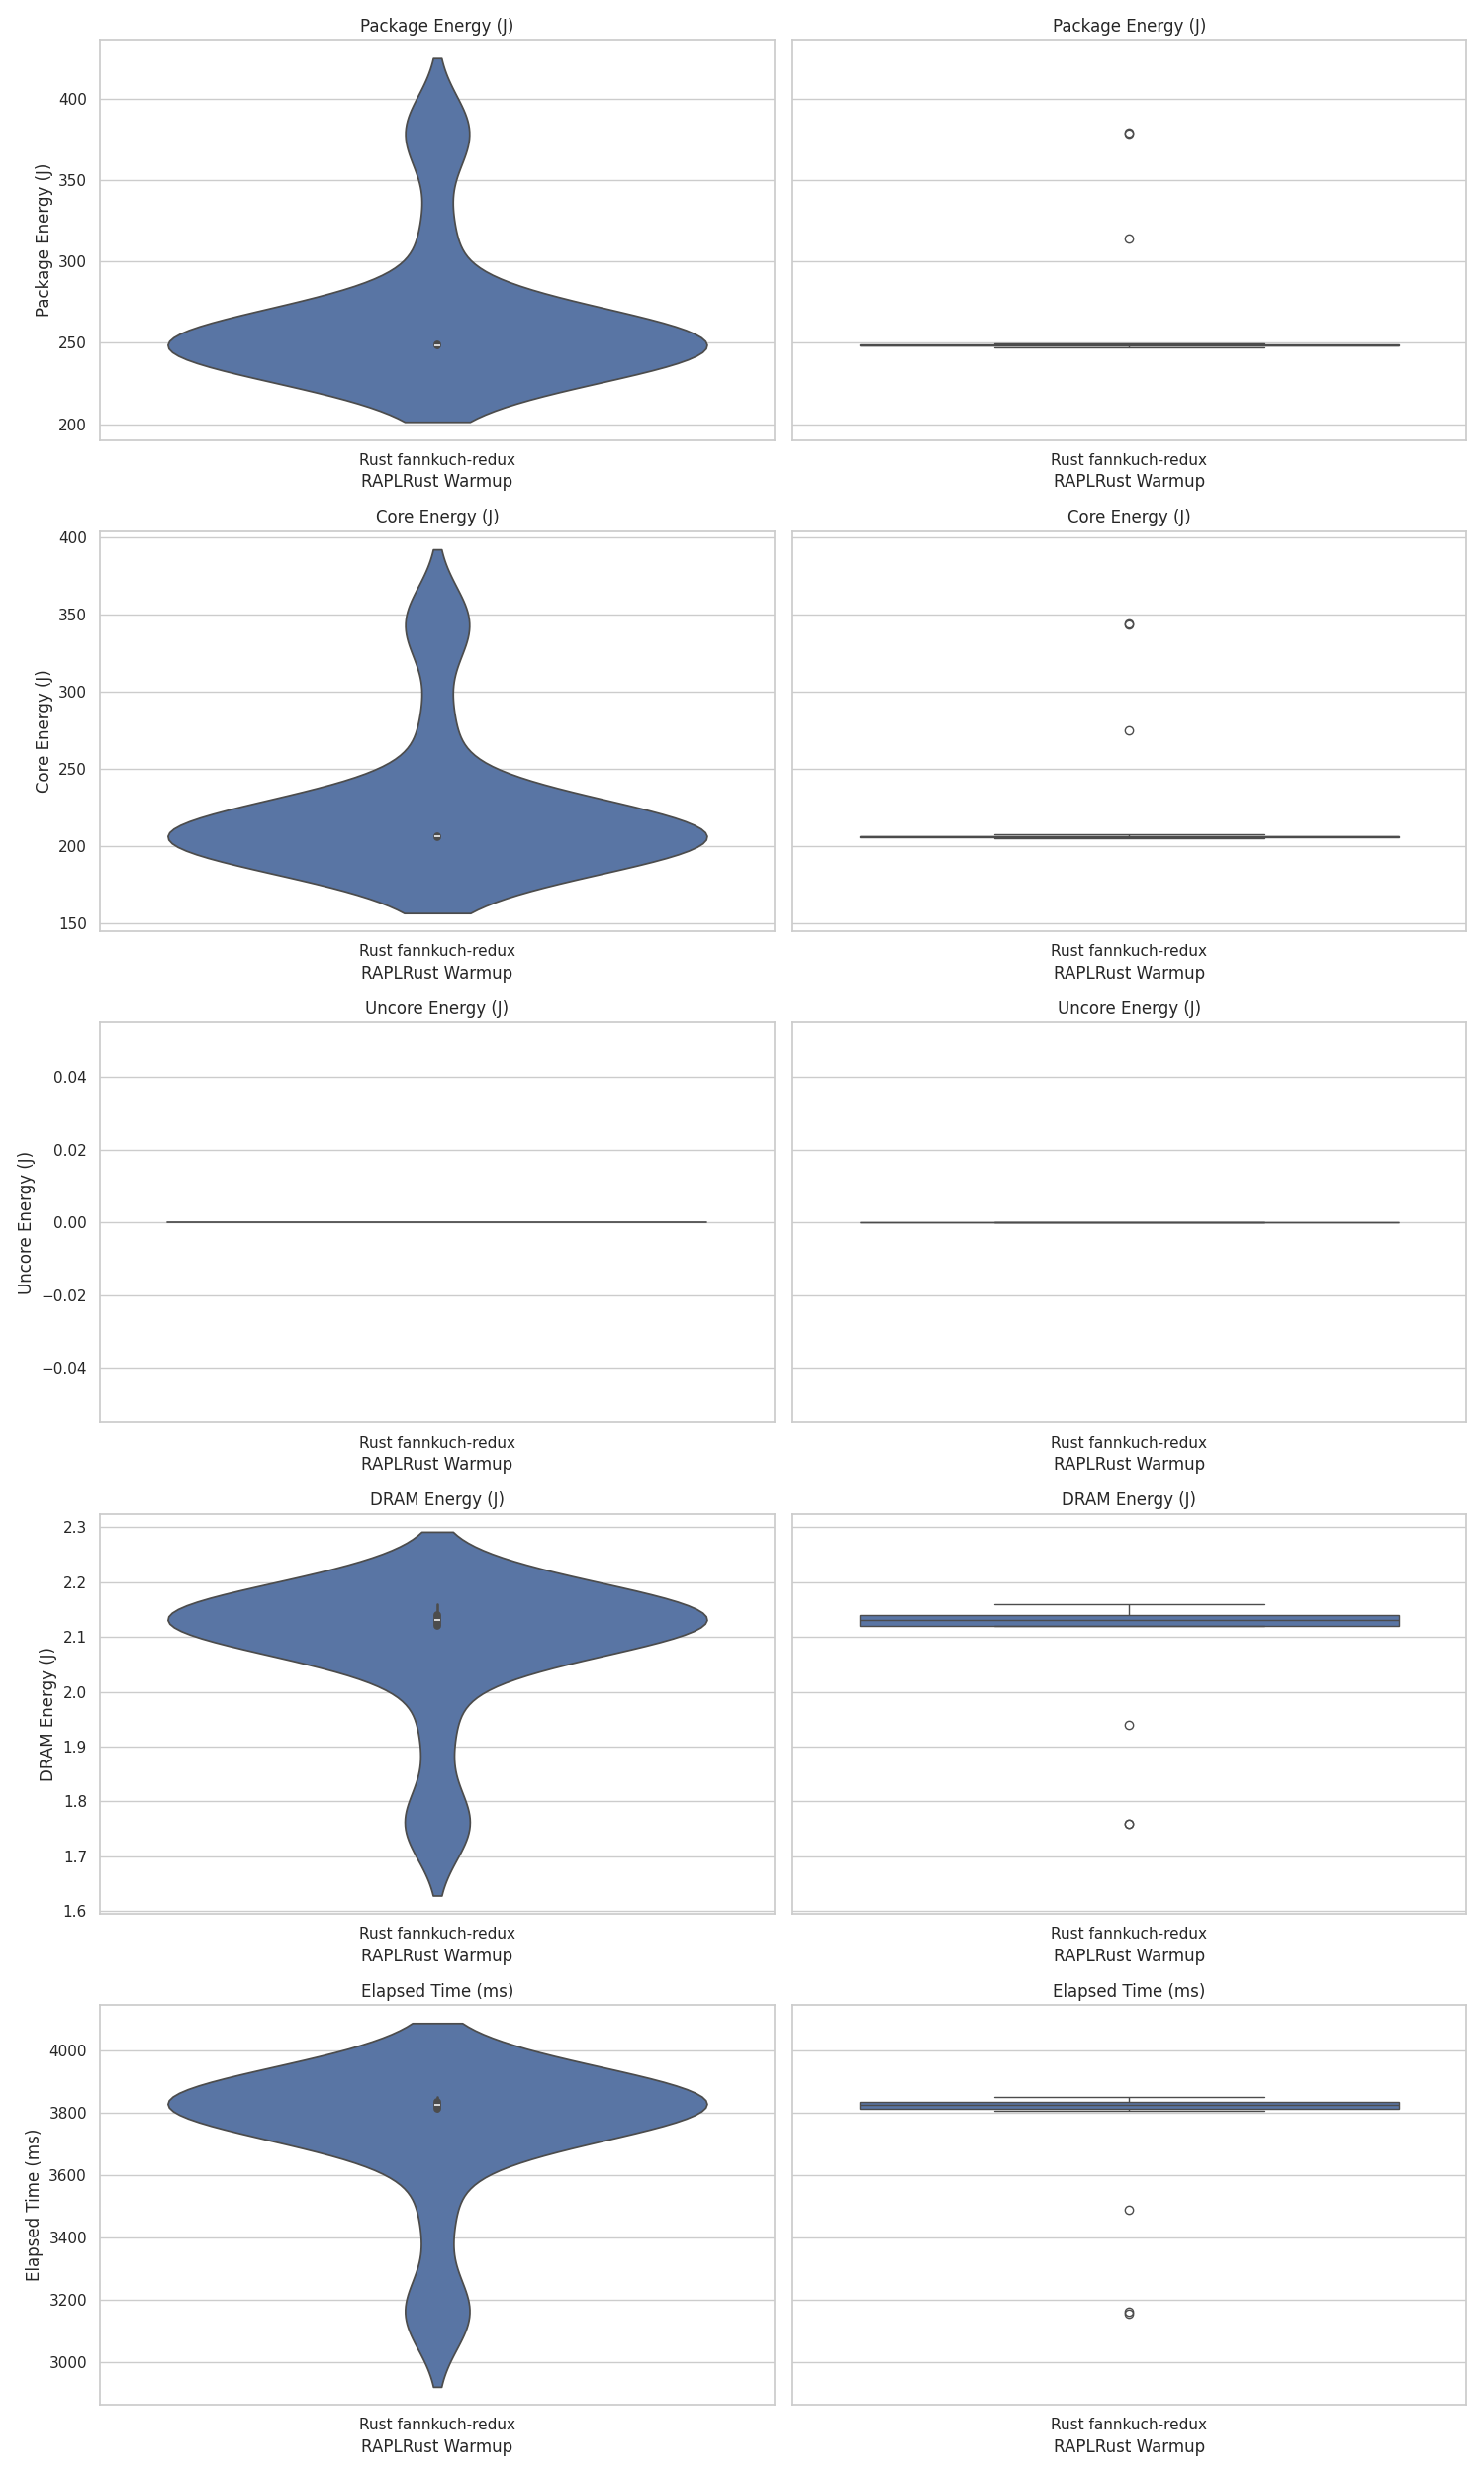 Package Energy (J)
Package Energy (J)
Package Energy (J)
400
350
300
250
200
Rust fannkuch-redux
RAPLRust Warmup
Rust fannkuch-redux
RAPLRust Warmup
Core Energy (J)
Core Energy (J)
Core Energy (J)
400
350
300
250
200
150
Rust fannkuch-redux
RAPLRust Warmup
Rust fannkuch-redux
RAPLRust Warmup
Uncore Energy (J)
Uncore Energy (J)
Uncore Energy (J)
0.04
0.02
0.00
−0.02
−0.04
Rust fannkuch-redux
RAPLRust Warmup
Rust fannkuch-redux
RAPLRust Warmup
DRAM Energy (J)
DRAM Energy (J)
DRAM Energy (J)
2.3
2.2
2.1
2.0
1.9
1.8
1.7
1.6
Rust fannkuch-redux
RAPLRust Warmup
Rust fannkuch-redux
RAPLRust Warmup
Elapsed Time (ms)
Elapsed Time (ms)
Elapsed Time (ms)
4000
3800
3600
3400
3200
3000
Rust fannkuch-redux
RAPLRust Warmup
Rust fannkuch-redux
RAPLRust Warmup